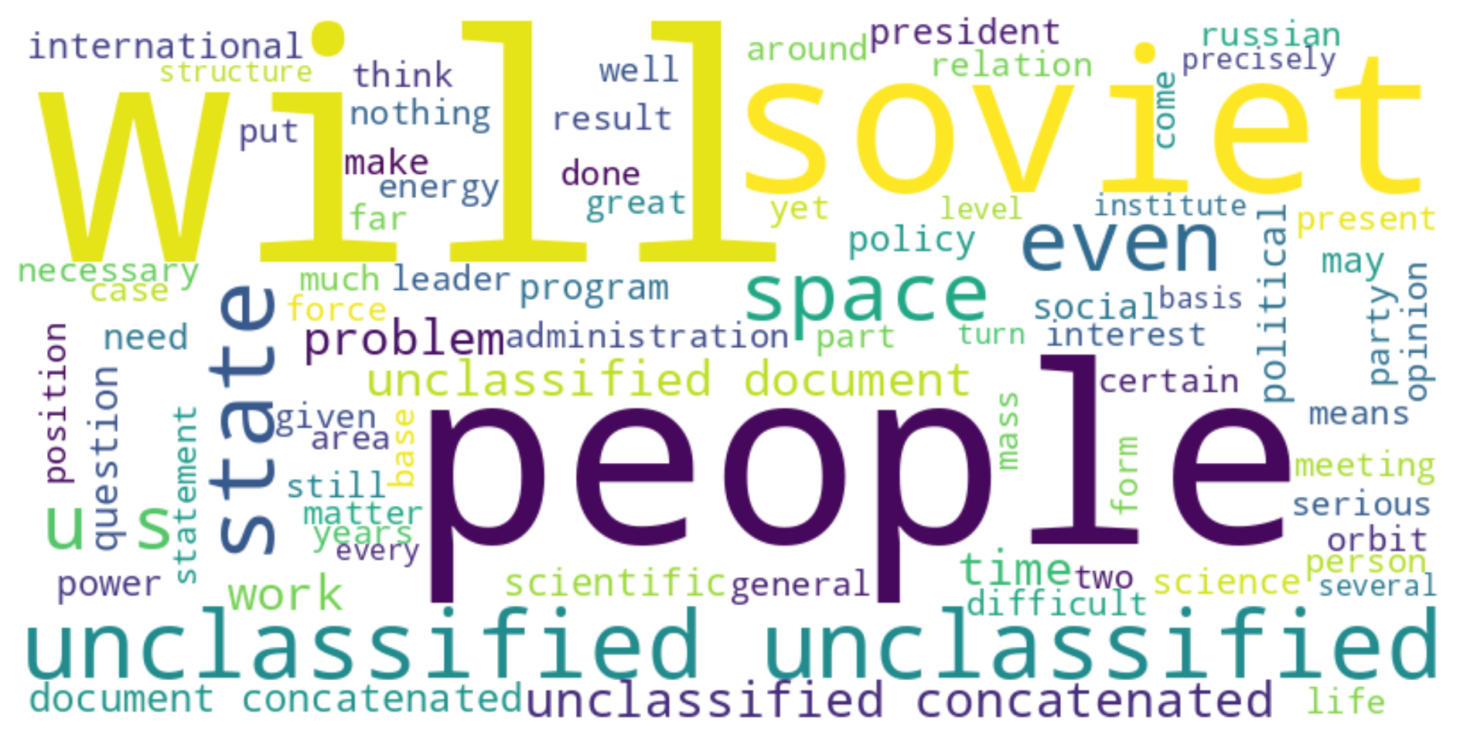 will
soviet
people
international
structure
think
nothing
put
make
energy
far
well
result
done
great
around
president
relation
russian
precisely
come
yet
level
institute
present
policy
even
political
may
necessary
case
much
leader
program
space
social
basis
force
need
state
problem
administration
part
turn
interest
party
opinion
unclassified document
certain
means
position
question
statement
given
area
base
mass
form
meeting
still
matter
years
every
serious
orbit
u s
power
work
scientific
general
time
two
science
person
several
difficult
unclassified unclassified
document concatenated
unclassified concatenated
life